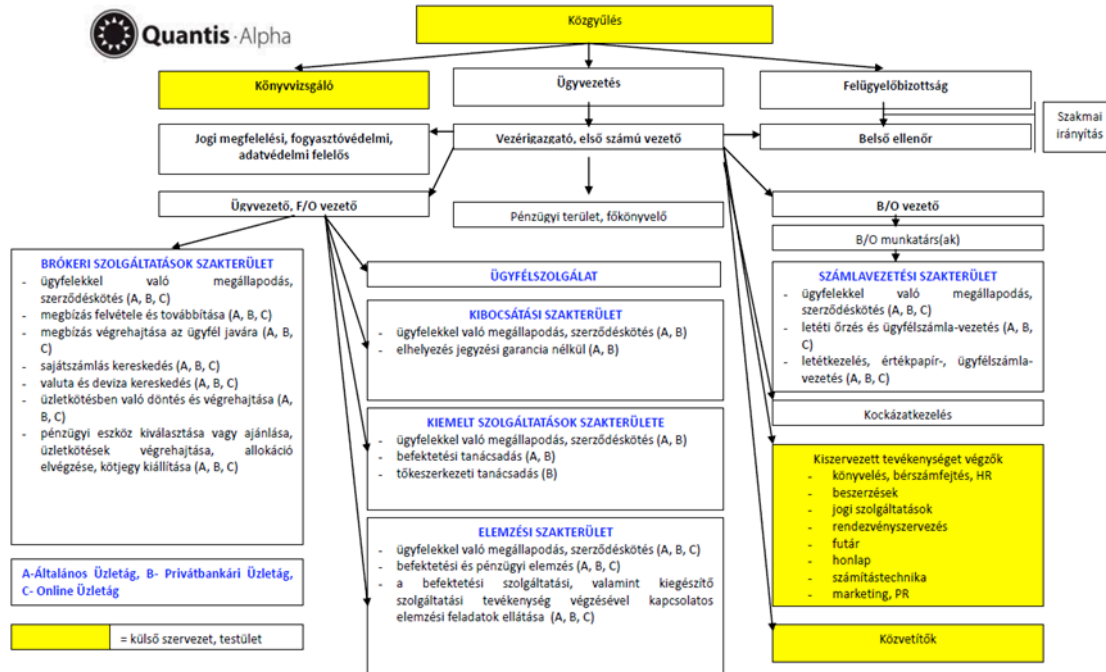 Quantis·Alpha
Közgyűlés
Könyvvizsgáló
Ügyvezetés
Felügyelőbizottság
Szakmai
irányítás
Jogi megfelelési, fogyasztóvédelmi,
adatvédelmi felelős
Vezérigazgató, első számú vezető
Belső ellenőr
Ügyvezető, F/O vezető
Pénzügyi terület, főkönyvelő
B/O vezető
B/O munkatárs(ak)
BRÓKERI SZOLGÁLTATÁSOK SZAKTERÜLET
- ügyfelekkel való megállapodás,
szerződéskötés (A, B, C)
- megbízás felvétele és továbbítása (A, B, C)
- megbízás végrehajtása az ügyfél javára (A, B,
C)
- sajátszámlás kereskedés (A, B, C)
- valuta és deviza kereskedés (A, B, C)
- üzletkötésben való döntés és végrehajtása (A,
B, C)
- pénzügyi eszköz kiválasztása vagy ajánlása,
üzletkötések végrehajtása, allokáció
elvégzése, kötjegy kiállítása (A, B, C)
A-Általános Üzletág, B- Privátbankári Üzletág,
C- Online Üzletág
= külső szervezet, testület
ÜGYFÉLSZOLGÁLAT
KIBOCSÁTÁSI SZAKTERÜLET
- ügyfelekkel való megállapodás, szerződéskötés (A, B)
- elhelyezés jegyzési garancia nélkül (A, B)
KIEMELT SZOLGÁLTATÁSOK SZAKTERÜLETE
- ügyfelekkel való megállapodás, szerződéskötés (A, B)
- befektetési tanácsadás (A, B)
- tőkeszerkezeti tanácsadás (B)
ELEMZÉSI SZAKTERÜLET
- ügyfelekkel való megállapodás, szerződéskötés (A, B, C)
- befektetési és pénzügyi elemzés (A, B, C)
- a befektetési szolgáltatási, valamint kiegészítő
szolgáltatási tevékenység végzésével kapcsolatos
elemzési feladatok ellátása (A, B, C)
SZÁMLAVEZETÉSI SZAKTERÜLET
- ügyfelekkel való megállapodás,
szerződéskötés (A, B, C)
- letéti őrzés és ügyfélszámla-vezetés (A, B,
C)
- letétkezelés, értékpapír-, ügyfélszámla-
vezetés (A, B, C)
Kockázatkezelés
Kiszervezett tevékenységet végzők
- könyvelés, bérszámfejtés, HR
- beszerzések
- jogi szolgáltatások
- rendezvényszervezés
- futár
- honlap
- számítástechnika
- marketing, PR
Közvetítők